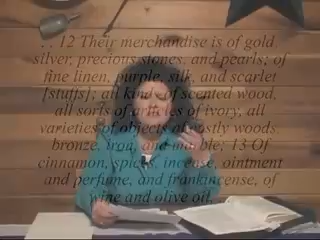 . . 12 Their merchandise is of gold
silver, precious stones, and pearls; of
fine linen, purple, silk, and scarlet
[stuffs]; all kinds of scented wood,
all sorts of articles of ivory, all
varieties of objects of costly woods,
bronze, iron, and marble; 13 Of
cinnamon, spices, incense, ointment
and perfume, and frankincense, of
wine and olive oil,